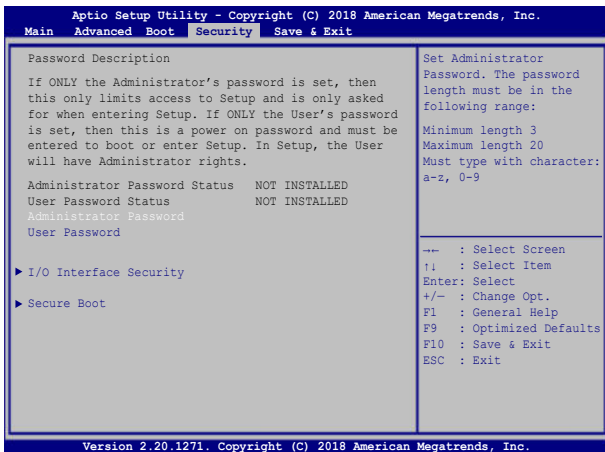 Aptio Setup Utility - Copyright (C) 2018 American Megatrends, Inc.
Main Advanced Boot Security Save & Exit
Password Description
If ONLY the Administrator's password is set, then
this only limits access to Setup and is only asked
for when entering Setup. If ONLY the User's password
is set, then this is a power on password and must be
entered to boot or enter Setup. In Setup, the User
will have Administrator rights.
Administrator Password Status NOT INSTALLED
User Password Status NOT INSTALLED
Administrator Password
User Password
I/O Interface Security
Secure Boot
Set Administrator
Password. The password
length must be in the
following range:
Minimum length 3
Maximum length 20
Must type with character:
a-z, 0-9
→← : Select Screen
↑↓ : Select Item
Enter: Select
+/— : Change Opt.
F1 : General Help
F9 : Optimized Defaults
F10 : Save & Exit
ESC : Exit
Version 2.20.1271. Copyright (C) 2018 American Megatrends, Inc.